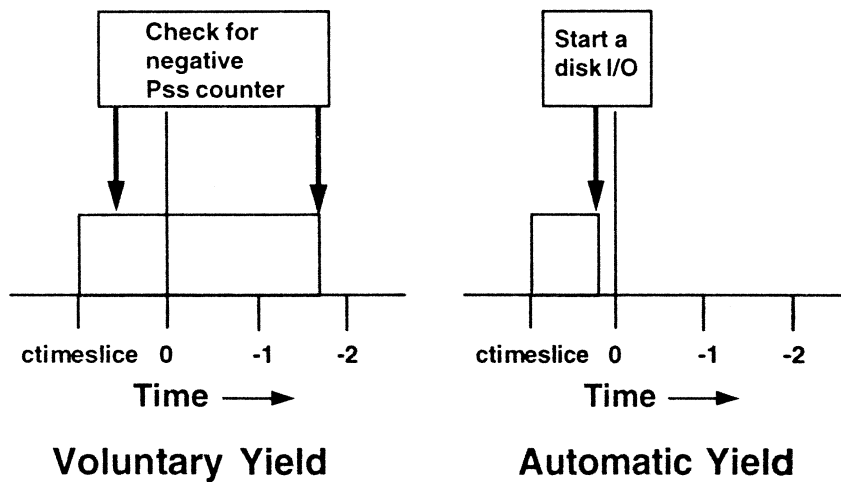 Check for
negative
Pss counter
ctimeslice 0 -1 -2
Time
Voluntary Yield
Start a
disk I/O
ctimeslice 0 -1 -2
Time
Automatic Yield